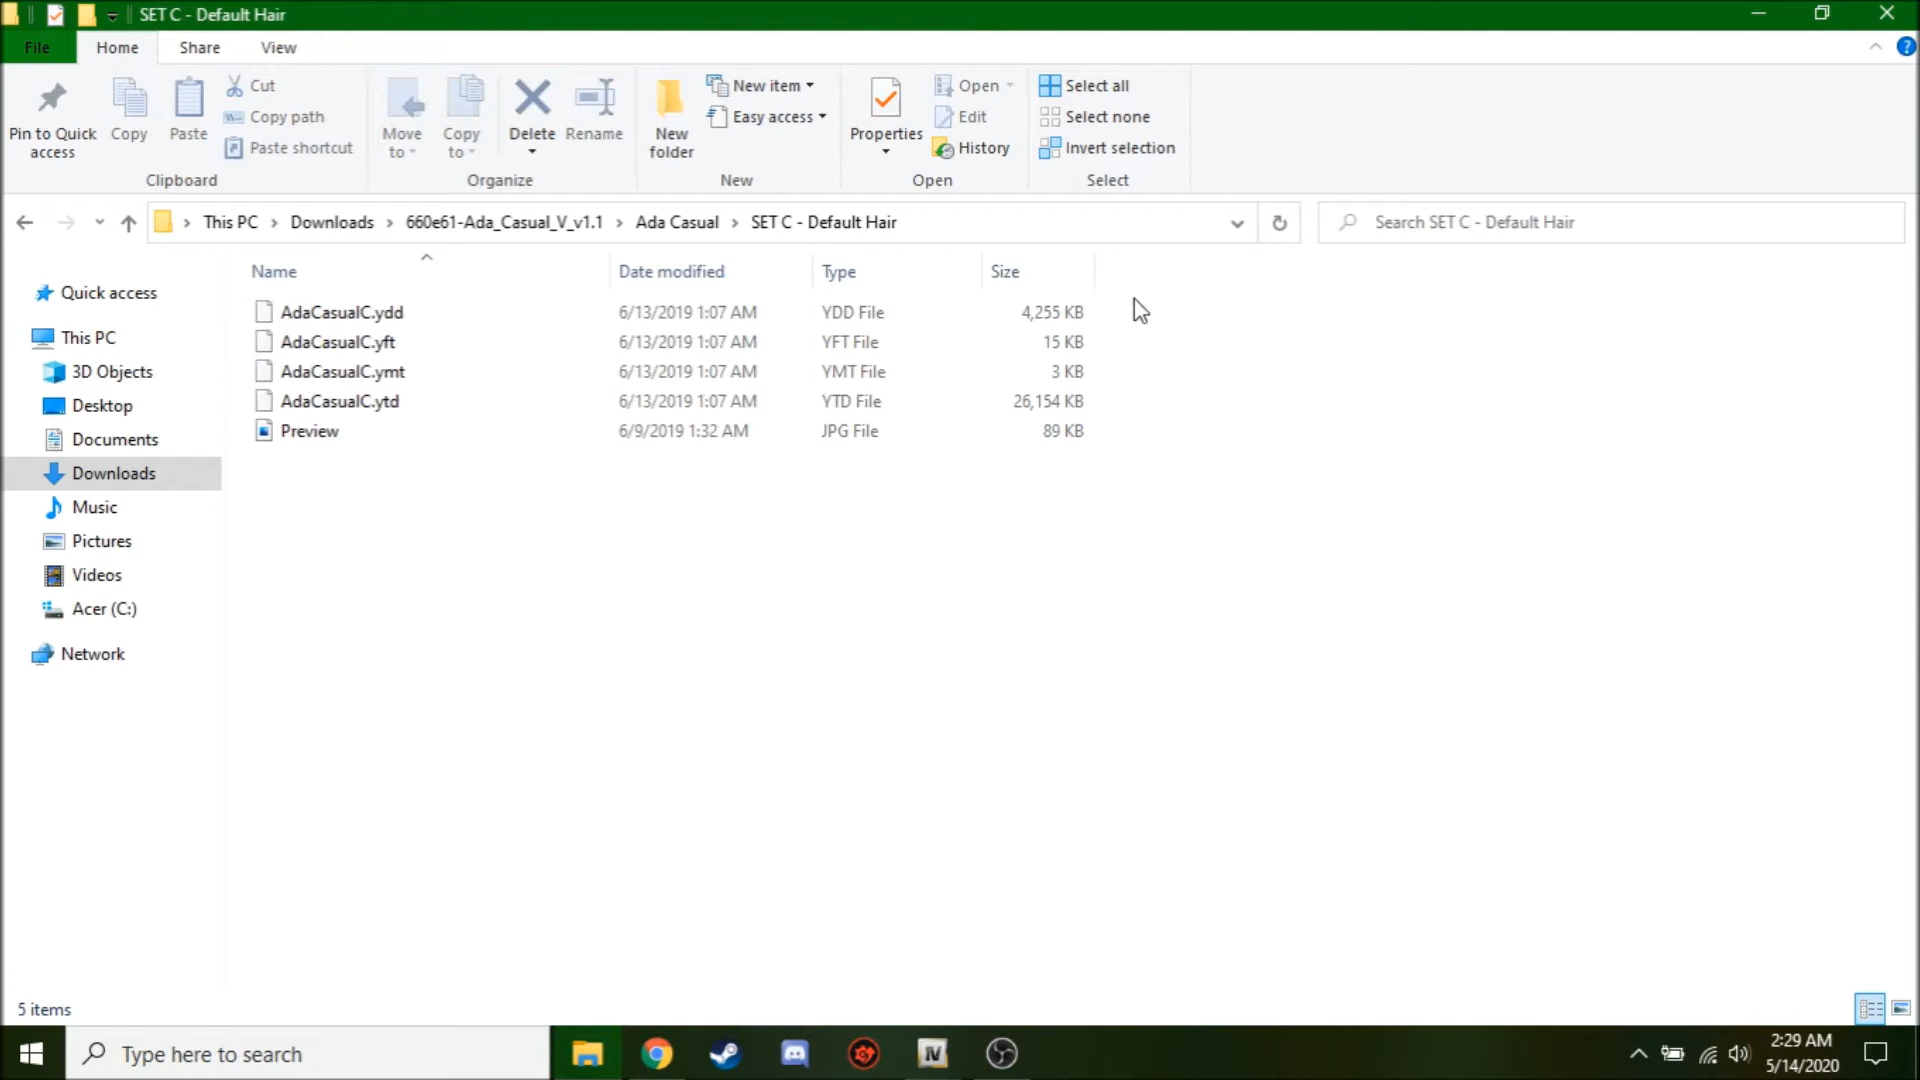 SET C - Default Hair
File Home Share View
Pin to Quick access
Copy
Paste
Cut
Copy path
Paste shortcut
Clipboard
Move to
Copy to
Delete
Rename
Organize
New folder
New item
Easy access
New
Properties
Open
Edit
History
Open
Select all
Select none
Invert selection
Select
This PC > Downloads > 660e61-Ada_Casual_V_v1.1 > Ada Casual > SET C - Default Hair
Search SET C - Default Hair
Quick access
This PC
3D Objects
Desktop
Documents
Downloads
Music
Pictures
Videos
Acer (C:)
Network
Name Date modified Type Size
AdaCasualC.ydd 6/13/2019 1:07 AM YDD File 4,255 KB
AdaCasualC.yft 6/13/2019 1:07 AM YFT File 15 KB
AdaCasualC.ymt 6/13/2019 1:07 AM YMT File 3 KB
AdaCasualC.ytd 6/13/2019 1:07 AM YTD File 26,154 KB
Preview 6/9/2019 1:32 AM JPG File 89 KB
5 items
Type here to search
IV
2:29 AM
5/14/2020